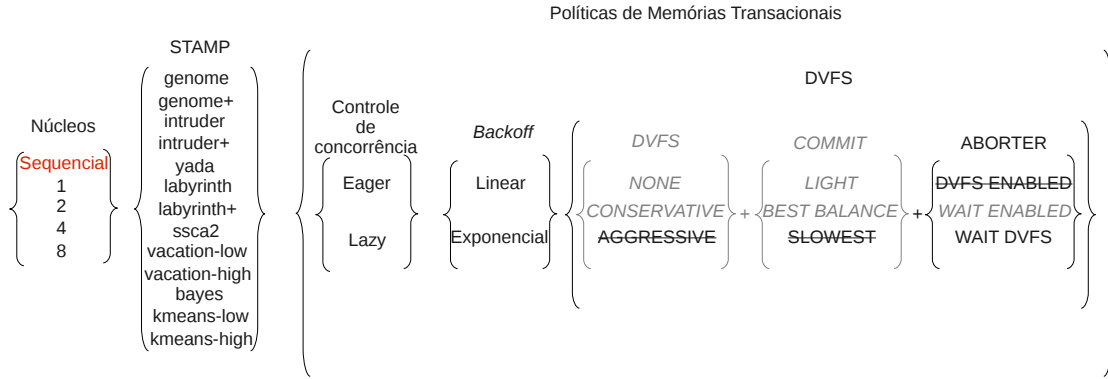 Políticas de Memórias Transacionais
STAMP
genome
genome+
intruder
intruder+
yada
labyrinth
labyrinth+
ssca2
vacation-low
vacation-high
bayes
kmeans-low
kmeans-high
Núcleos
Sequencial
1
2
4
8
Controle
de
concorrência
Eager
Lazy
Backoff
Linear
Exponencial
DVFS
DVFS
NONE
CONSERVATIVE
AGGRESSIVE
+
COMMIT
LIGHT
BEST BALANCE
SLOWEST
+
ABORTER
DVFS ENABLED
WAIT ENABLED
WAIT DVFS